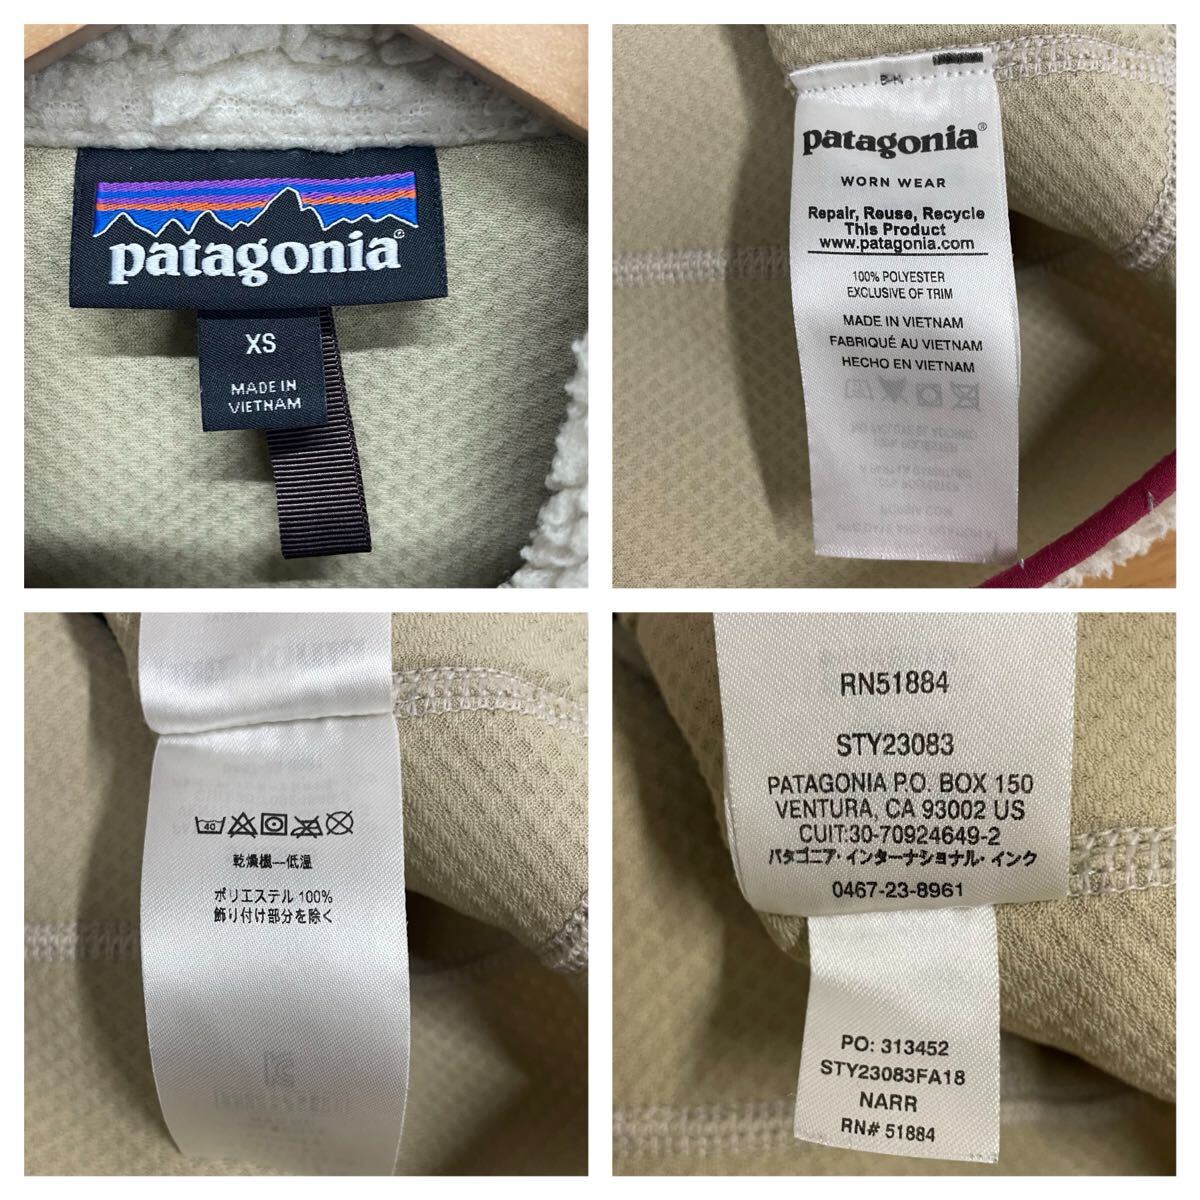 patagonia®
XS
MADE IN
VIETNAM
patagonia®
WORN WEAR
Repair, Reuse, Recycle
This Product
www.patagonia.com
100% POLYESTER
EXCLUSIVE OF TRIM
MADE IN VIETNAM
FABRIQUÉ AU VIETNAM
HECHO EN VIETNAM
40
乾燥機—低温
ポリエステル 100%
飾り付け部分を除く
RN51884
STY23083
PATAGONIA P.O. BOX 150
VENTURA, CA 93002 US
CUIT:30-70924649-2
パタゴニア・インターナショナル・インク
0467-23-8961
PO: 313452
STY23083FA18
NARR
RN# 51884